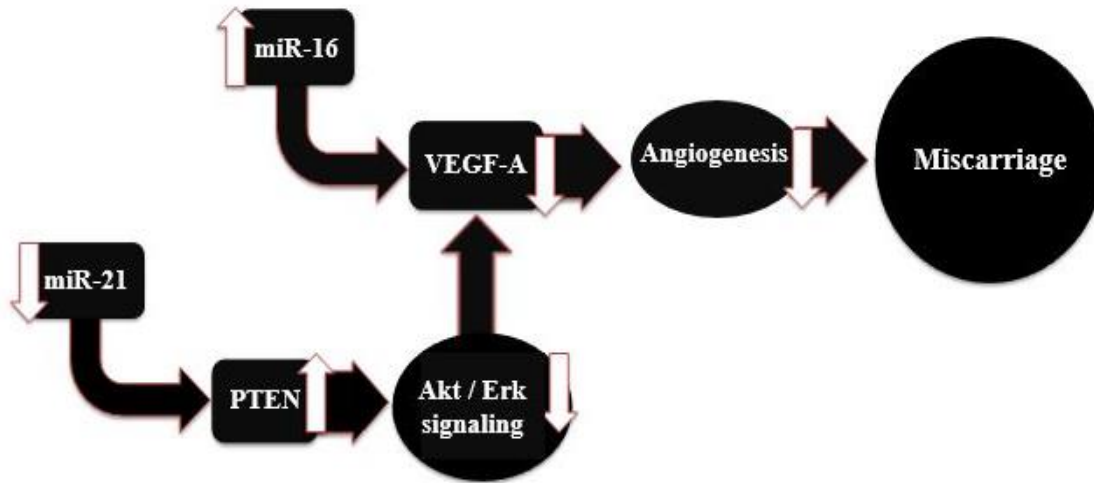 miR-16
VEGF-A
Angiogenesis
Miscarriage
miR-21
PTEN
Akt / Erk
signaling